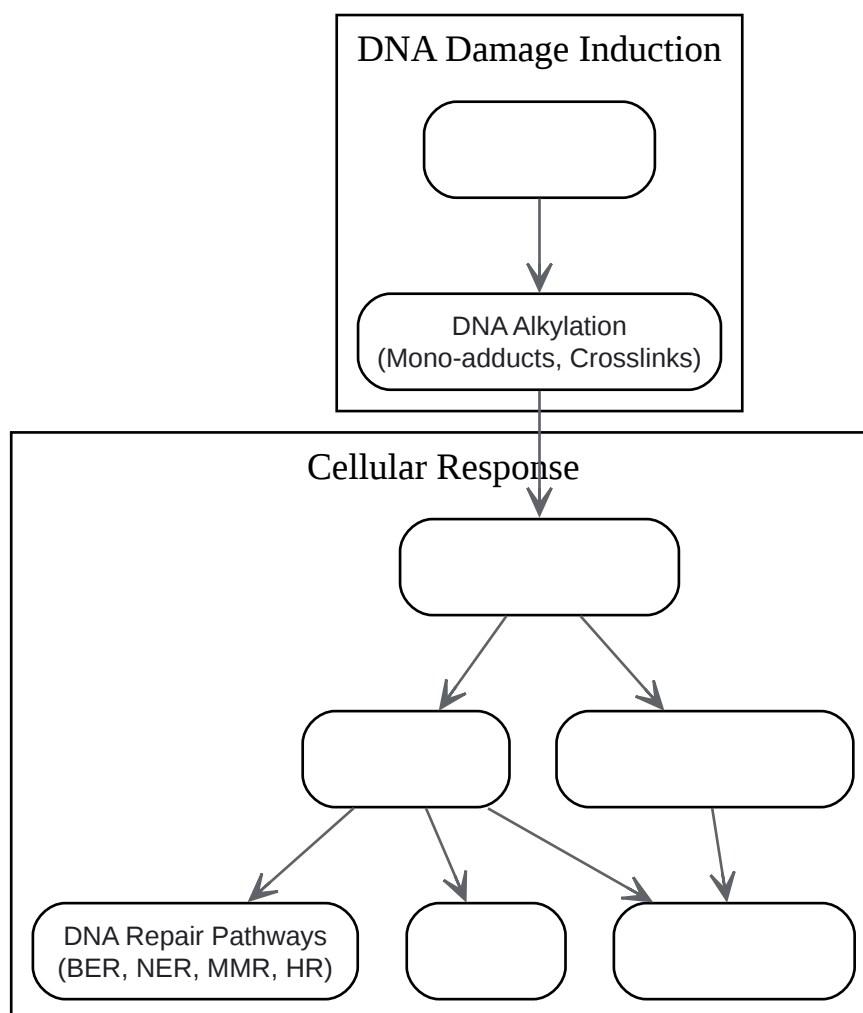 DNA Damage Induction
DNA Alkylation
(Mono-adducts, Crosslinks)
Cellular Response
DNA Repair Pathways
(BER, NER, MMR, HR)